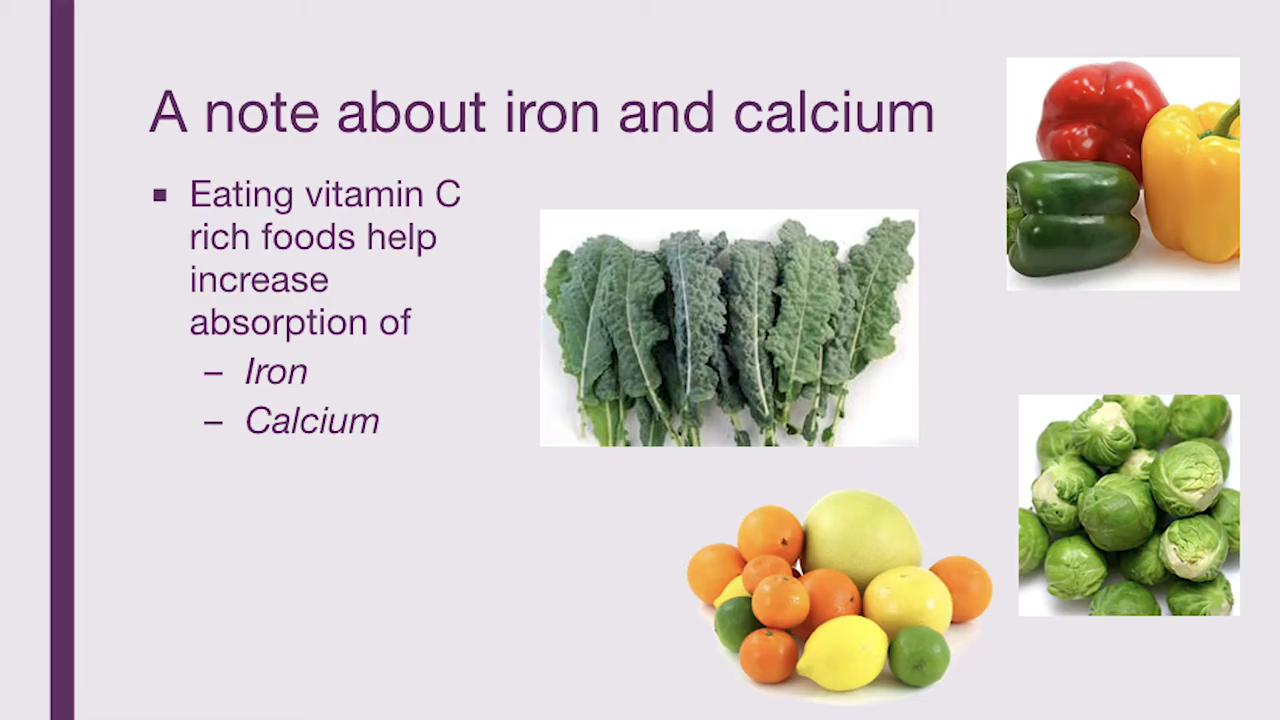 A note about iron and calcium
▪ Eating vitamin C
rich foods help
increase
absorption of
– Iron
– Calcium